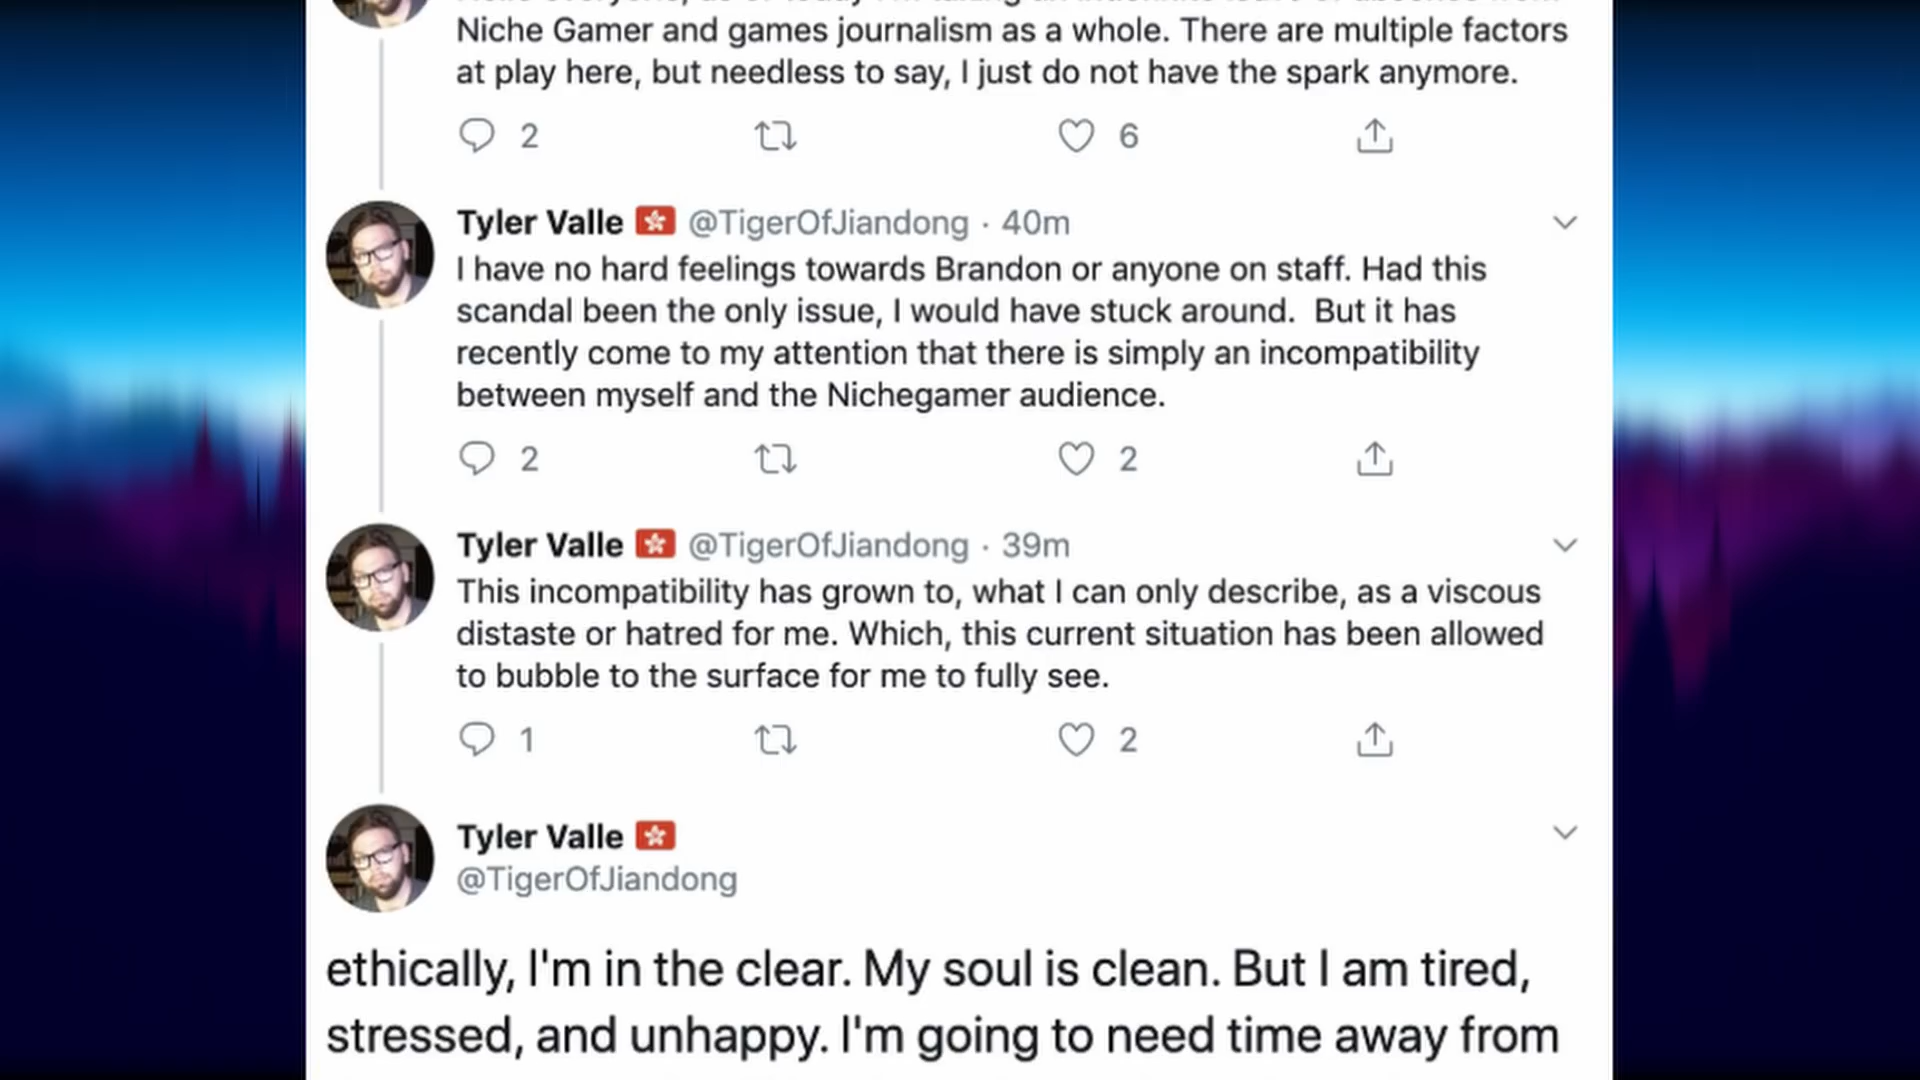 Niche Gamer and games journalism as a whole. There are multiple factors
at play here, but needless to say, I just do not have the spark anymore.
2 6
Tyler Valle @TigerOfJiandong · 40m
I have no hard feelings towards Brandon or anyone on staff. Had this
scandal been the only issue, I would have stuck around. But it has
recently come to my attention that there is simply an incompatibility
between myself and the Nichegamer audience.
2 2
Tyler Valle @TigerOfJiandong · 39m
This incompatibility has grown to, what I can only describe, as a viscous
distaste or hatred for me. Which, this current situation has been allowed
to bubble to the surface for me to fully see.
1 2
Tyler Valle
@TigerOfJiandong
ethically, I'm in the clear. My soul is clean. But I am tired,
stressed, and unhappy. I'm going to need time away from